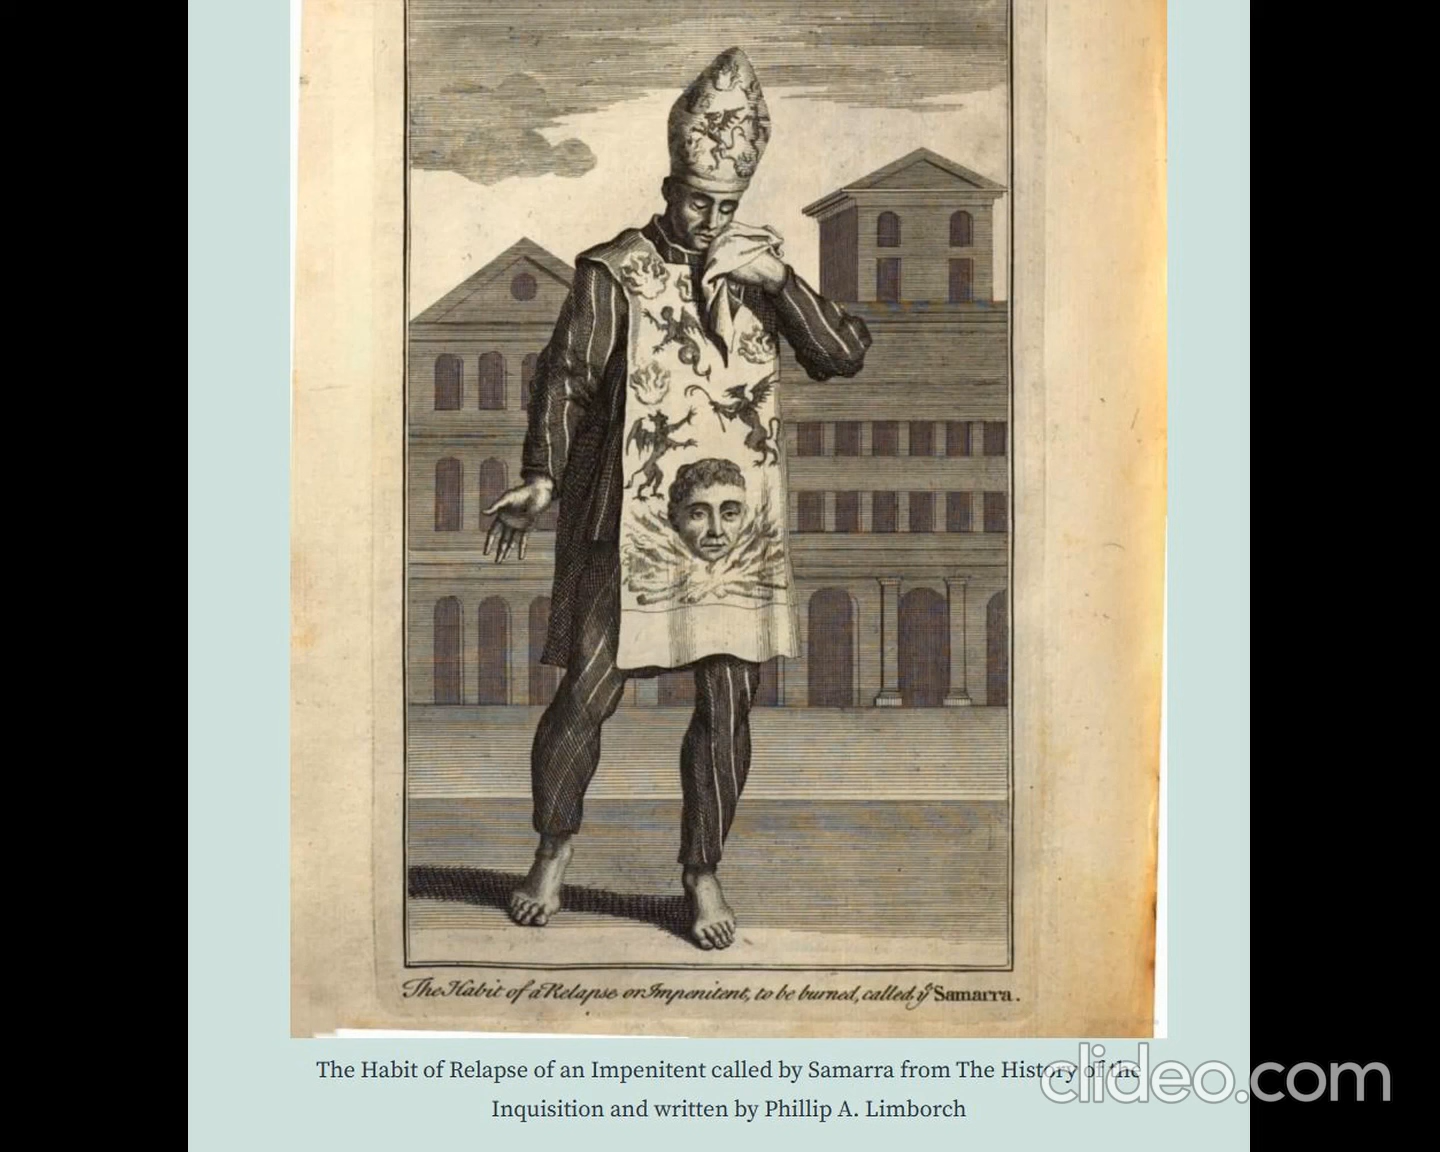 The Habit of a Relapse or Impenitent, to be burned, called yͤ Samarra.
The Habit of Relapse of an Impenitent called by Samarra from The History of the
Inquisition and written by Phillip A. Limborch
clideo.com